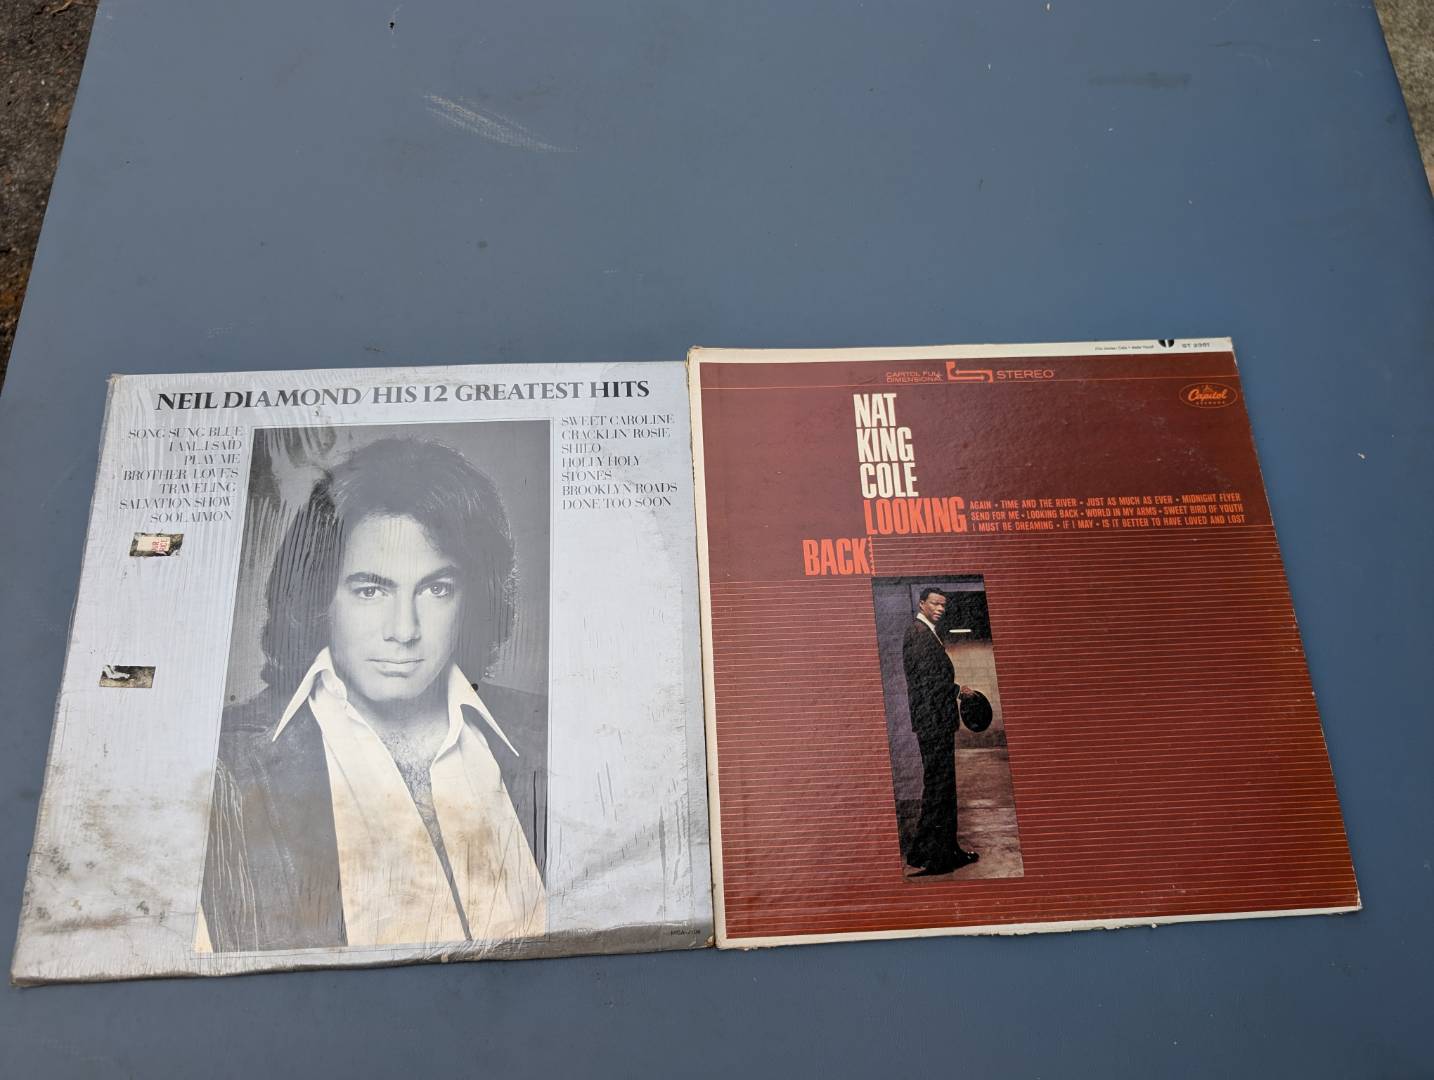 NEIL DIAMOND/HIS 12 GREATEST HITS
SONG SUNG BLUE
I AM...I SAID
PLAY ME
BROTHER LOVE'S
TRAVELING
SALVATION SHOW
SOOLAIMON
SWEET CAROLINE
CRACKLIN' ROSIE
SHILO
HOLLY HOLY
STONES
BROOKLYN ROADS
DONE TOO SOON
CAPITOL FULL
DIMENSIONAL
STEREO
Capitol
RECORDS
NAT
KING
COLE
LOOKING
BACK
AGAIN • TIME AND THE RIVER • JUST AS MUCH AS EVER • MIDNIGHT FLYER
SEND FOR ME • LOOKING BACK • WORLD IN MY ARMS • SWEET BIRD OF YOUTH
I MUST BE DREAMING • IF I MAY • IS IT BETTER TO HAVE LOVED AND LOST